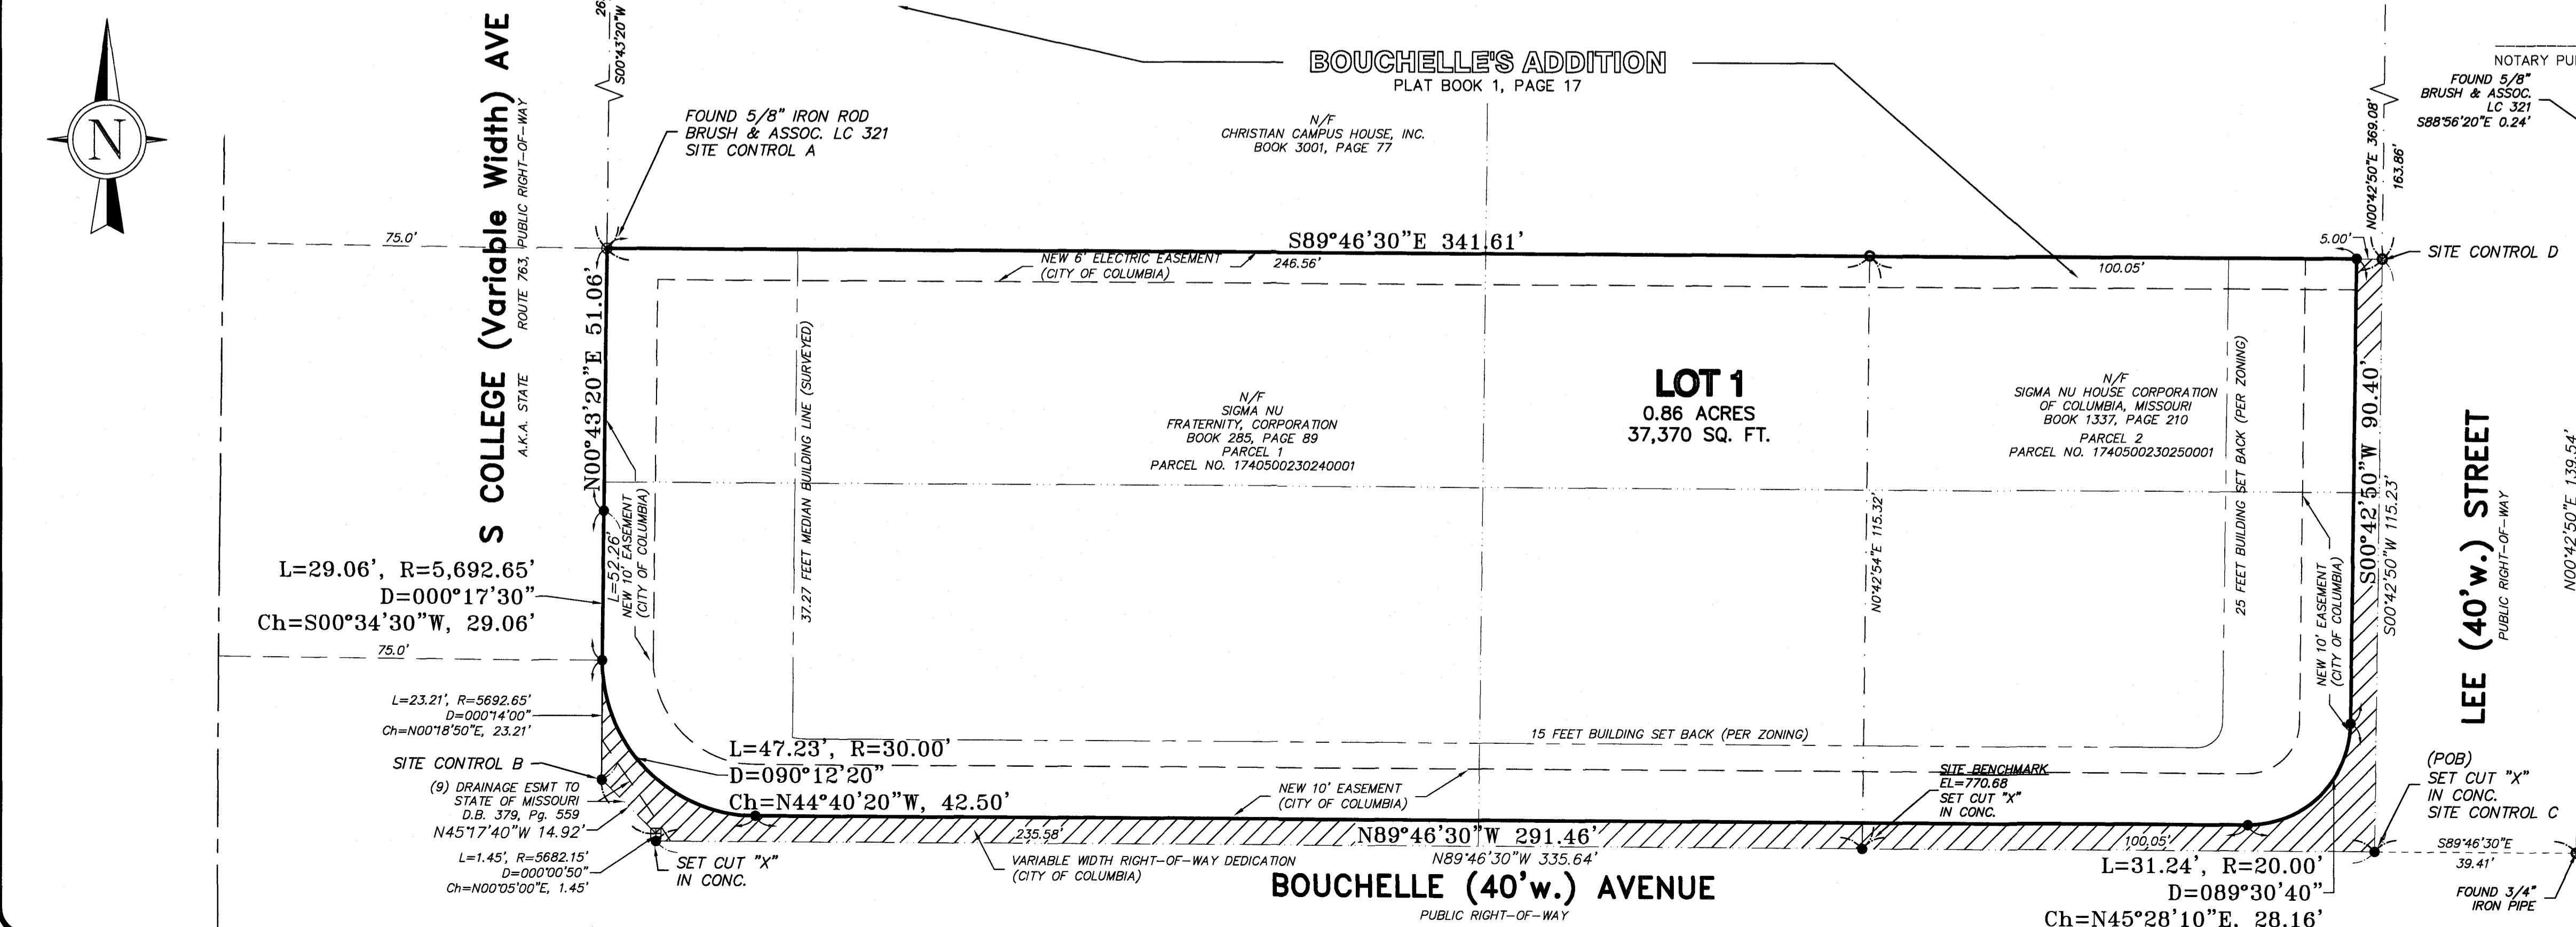 N
S COLLEGE (Variable Width) AVE
A.K.A. STATE ROUTE 763, PUBLIC RIGHT-OF-WAY
26.
S00°43'20"W
FOUND 5/8" IRON ROD
BRUSH & ASSOC. LC 321
SITE CONTROL A
BOUCHELLE'S ADDITION
PLAT BOOK 1, PAGE 17
N/F
CHRISTIAN CAMPUS HOUSE, INC.
BOOK 3001, PAGE 77
NOTARY PU
FOUND 5/8"
BRUSH & ASSOC.
LC 321
S88°56'20"E 0.24'
N00°42'50"E 369.08'
163.86'
75.0'
S89°46'30"E 341.61'
246.56'
100.05'
5.00'
SITE CONTROL D
NEW 6' ELECTRIC EASEMENT
(CITY OF COLUMBIA)
N00°43'20"E 51.06'
37.27 FEET MEDIAN BUILDING LINE (SURVEYED)
N/F
SIGMA NU
FRATERNITY, CORPORATION
BOOK 285, PAGE 89
PARCEL 1
PARCEL NO. 1740500230240001
LOT 1
0.86 ACRES
37,370 SQ. FT.
N/F
SIGMA NU HOUSE CORPORATION
OF COLUMBIA, MISSOURI
BOOK 1337, PAGE 210
PARCEL 2
PARCEL NO. 1740500230250001
25 FEET BUILDING SET BACK (PER ZONING)
S00°42'50"W 90.40'
S00°42'50"W 115.23'
LEE (40'w.) STREET
PUBLIC RIGHT-OF-WAY
N00°42'50"E 139.54'
N0°42'54"E 115.32'
L=52.26'
NEW 10' EASEMENT
(CITY OF COLUMBIA)
NEW 10' EASEMENT
(CITY OF COLUMBIA)
L=29.06', R=5,692.65'
D=000°17'30"
Ch=S00°34'30"W, 29.06'
75.0'
L=23.21', R=5692.65'
D=000°14'00"
Ch=N00°18'50"E, 23.21'
SITE CONTROL B
(9) DRAINAGE ESMT TO
STATE OF MISSOURI
D.B. 379, Pg. 559
N45°17'40"W 14.92'
L=1.45', R=5682.15'
D=000°00'50"
Ch=N00°05'00"E, 1.45'
SET CUT "X"
IN CONC.
L=47.23', R=30.00'
D=090°12'20"
Ch=N44°40'20"W, 42.50'
15 FEET BUILDING SET BACK (PER ZONING)
NEW 10' EASEMENT
(CITY OF COLUMBIA)
SITE BENCHMARK
EL=770.68
SET CUT "X"
IN CONC.
(POB)
SET CUT "X"
IN CONC.
SITE CONTROL C
235.58'
N89°46'30"W 291.46'
100.05'
VARIABLE WIDTH RIGHT-OF-WAY DEDICATION
(CITY OF COLUMBIA)
N89°46'30"W 335.64'
BOUCHELLE (40'w.) AVENUE
PUBLIC RIGHT-OF-WAY
L=31.24', R=20.00'
D=089°30'40"
Ch=N45°28'10"E, 28.16'
S89°46'30"E
39.41'
FOUND 3/4"
IRON PIPE